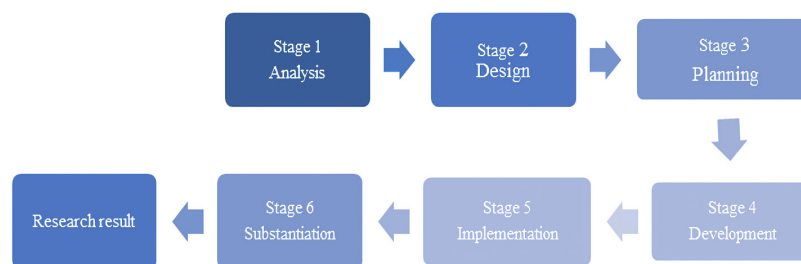 Stage 1
Analysis
Stage 2
Design
Stage 3
Planning
Stage 4
Development
Stage 5
Implementation
Stage 6
Substantiation
Research result